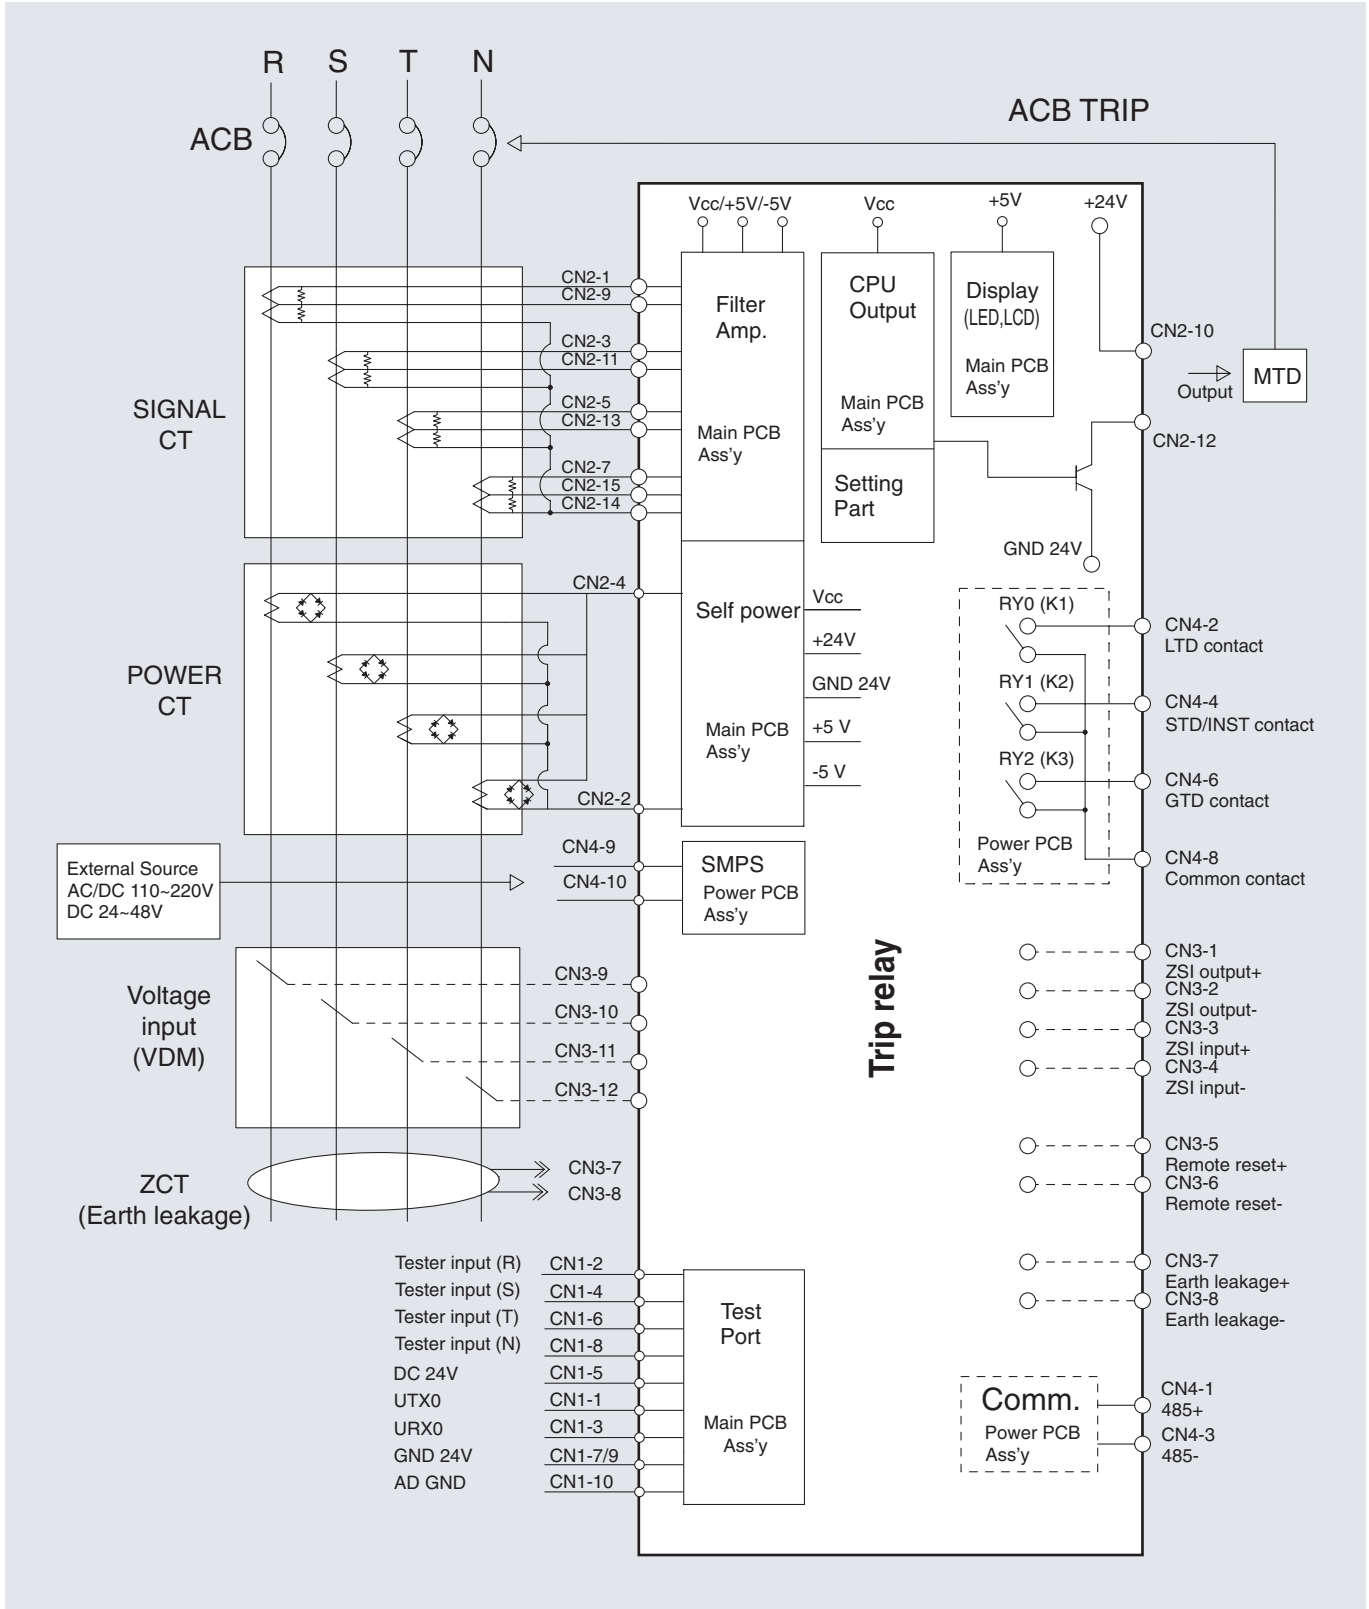 R S T N
ACB
ACB TRIP
Vcc/+5V/-5V
Vcc
+5V
+24V
CN2-1
CN2-9
CN2-3
CN2-11
CN2-5
CN2-13
CN2-7
CN2-15
CN2-14
SIGNAL
CT
Filter
Amp.
Main PCB
Ass'y
CPU
Output
Main PCB
Ass'y
Setting
Part
Display
(LED,LCD)
Main PCB
Ass'y
CN2-10
Output
MTD
CN2-12
GND 24V
POWER
CT
CN2-4
CN2-2
Self power
Main PCB
Ass'y
Vcc
+24V
GND 24V
+5 V
-5 V
RY0 (K1)
RY1 (K2)
RY2 (K3)
Power PCB
Ass'y
CN4-2
LTD contact
CN4-4
STD/INST contact
CN4-6
GTD contact
CN4-8
Common contact
External Source
AC/DC 110~220V
DC 24~48V
CN4-9
CN4-10
SMPS
Power PCB
Ass'y
Trip relay
Voltage
input
(VDM)
CN3-9
CN3-10
CN3-11
CN3-12
CN3-1
ZSI output+
CN3-2
ZSI output-
CN3-3
ZSI input+
CN3-4
ZSI input-
ZCT
(Earth leakage)
CN3-7
CN3-8
CN3-5
Remote reset+
CN3-6
Remote reset-
CN3-7
Earth leakage+
CN3-8
Earth leakage-
Tester input (R) CN1-2
Tester input (S) CN1-4
Tester input (T) CN1-6
Tester input (N) CN1-8
DC 24V CN1-5
UTX0 CN1-1
URX0 CN1-3
GND 24V CN1-7/9
AD GND CN1-10
Test
Port
Main PCB
Ass'y
Comm.
Power PCB
Ass'y
CN4-1
485+
CN4-3
485-